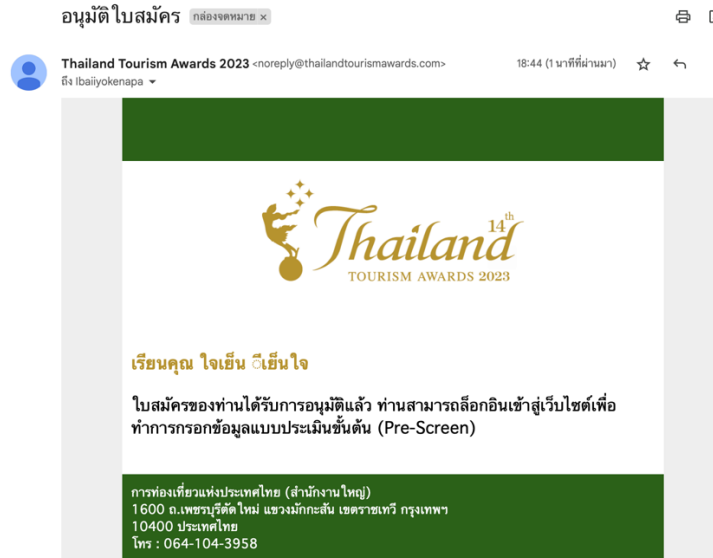 อนุมัติใบสมัคร กล่องจดหมาย ×
Thailand Tourism Awards 2023 <noreply@thailandtourismawards.com> 18:44 (1 นาทีที่ผ่านมา)
ถึง lbaiiyokenapa
Thailand 14th
TOURISM AWARDS 2023
เรียนคุณ ใจเย็น ีเย็นใจ
ใบสมัครของท่านได้รับการอนุมัติแล้ว ท่านสามารถล็อกอินเข้าสู่เว็บไซต์เพื่อ
ทำการกรอกข้อมูลแบบประเมินขั้นต้น (Pre-Screen)
การท่องเที่ยวแห่งประเทศไทย (สำนักงานใหญ่)
1600 ถ.เพชรบุรีตัดใหม่ แขวงมักกะสัน เขตราชเทวี กรุงเทพฯ
10400 ประเทศไทย
โทร : 064-104-3958